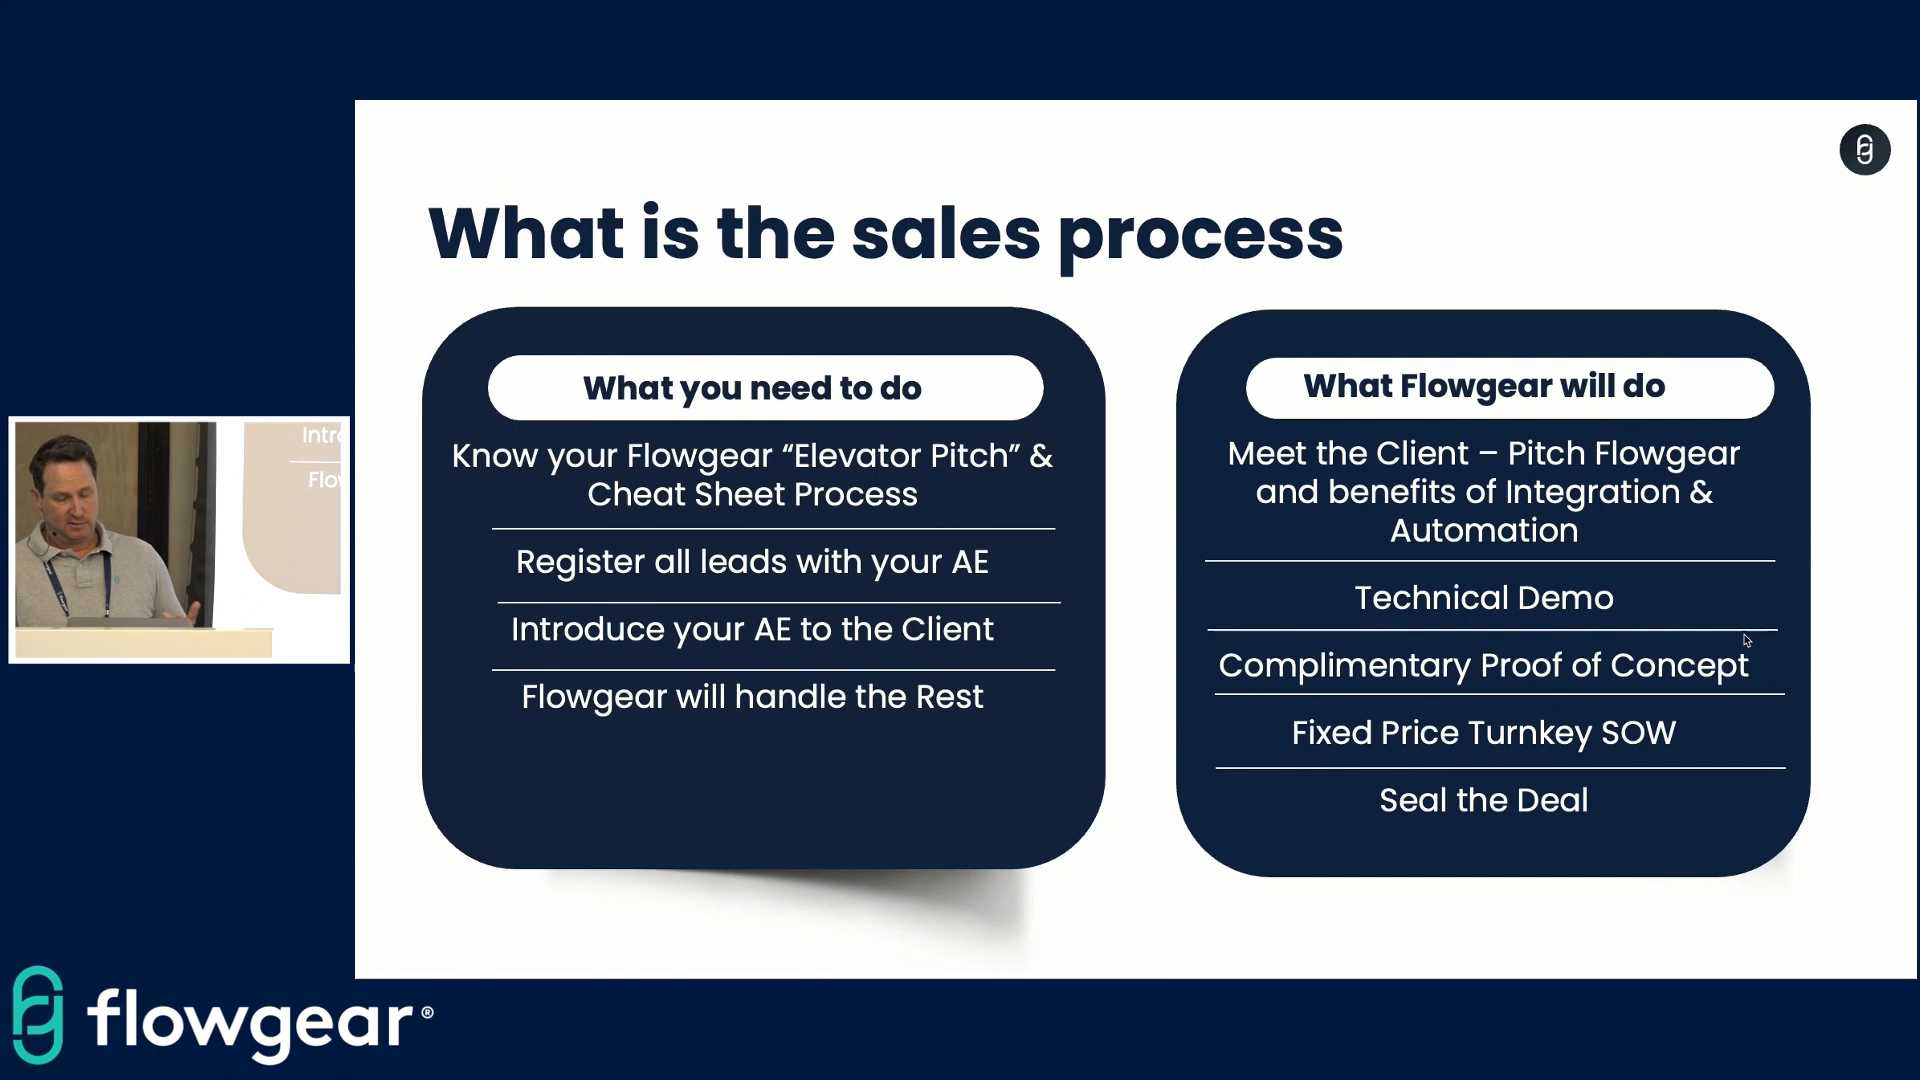 What is the sales process
What you need to do
Know your Flowgear “Elevator Pitch” &
Cheat Sheet Process
Register all leads with your AE
Introduce your AE to the Client
Flowgear will handle the Rest
What Flowgear will do
Meet the Client – Pitch Flowgear
and benefits of Integration &
Automation
Technical Demo
Complimentary Proof of Concept
Fixed Price Turnkey SOW
Seal the Deal
Intro
Flow
flowgear®